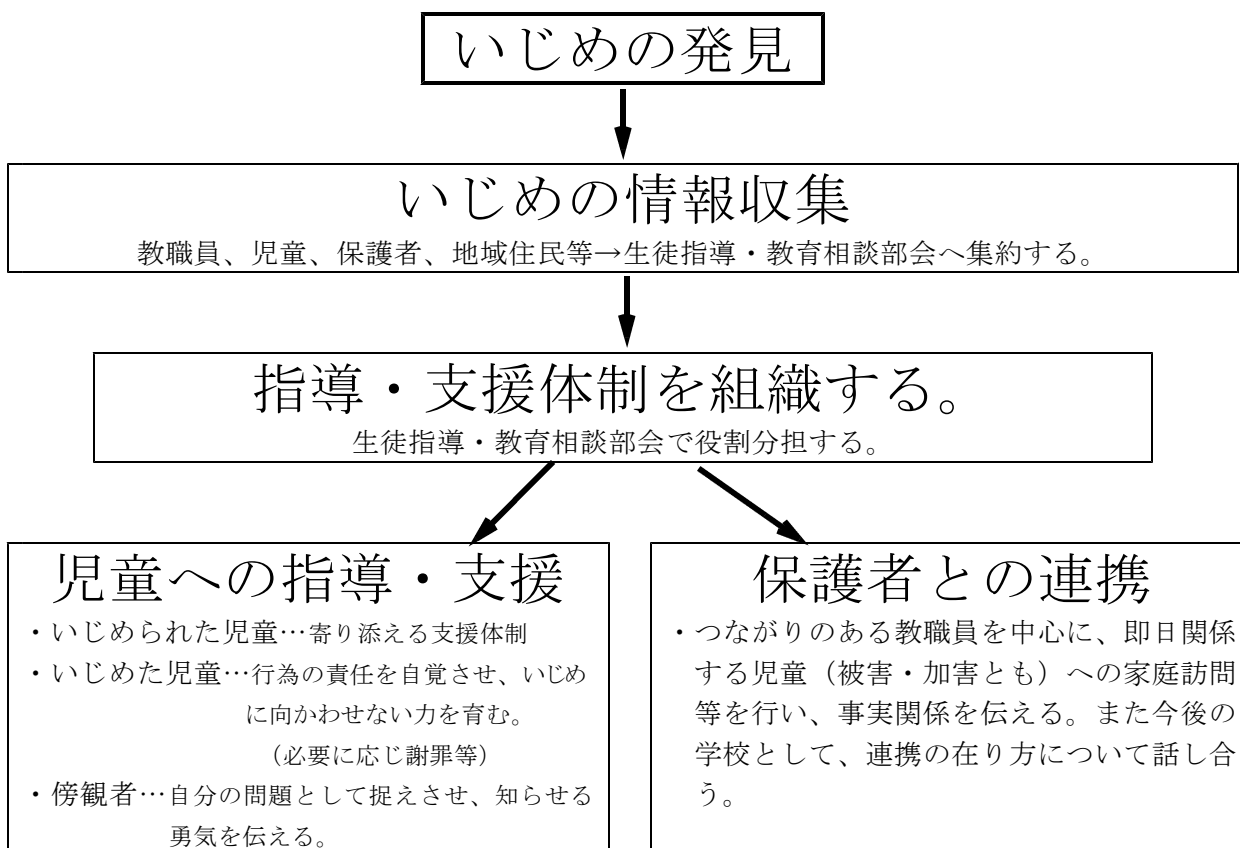 いじめの発見
いじめの情報収集
教職員、児童、保護者、地域住民等→生徒指導・教育相談部会へ集約する。
指導・支援体制を組織する。
生徒指導・教育相談部会で役割分担する。
児童への指導・支援
・いじめられた児童…寄り添える支援体制
・いじめた児童…行為の責任を自覚させ、いじめ
に向かわせない力を育む。
（必要に応じ謝罪等）
・傍観者…自分の問題として捉えさせ、知らせる
勇気を伝える。
保護者との連携
・つながりのある教職員を中心に、即日関係
する児童（被害・加害とも）への家庭訪問
等を行い、事実関係を伝える。また今後の
学校として、連携の在り方について話し合
う。